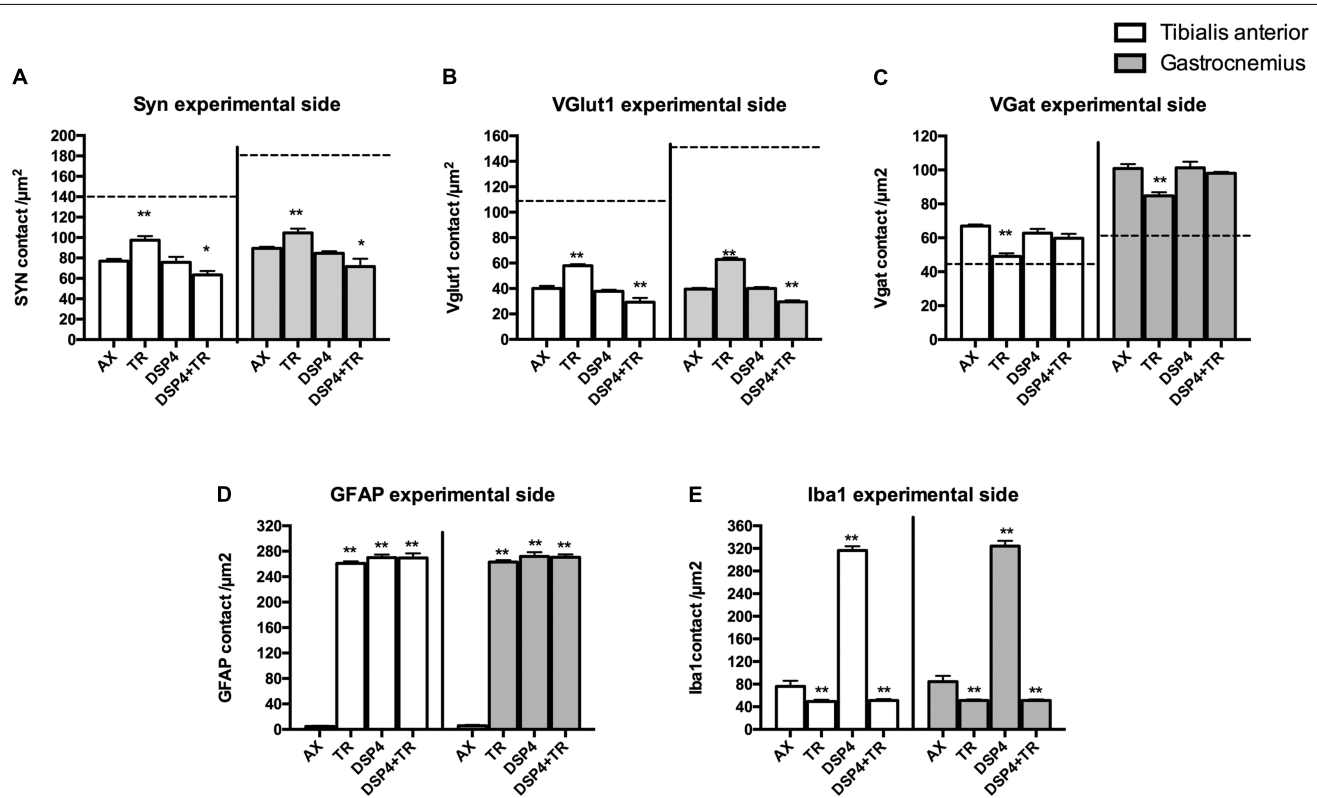 Tibialis anterior
Gastrocnemius
A
Syn experimental side
SYN contact /µm²
200
180
160
140
120
100
80
60
40
20
0
AX TR DSP4 DSP4+TR AX TR DSP4 DSP4+TR
** * ** *
B
VGlut1 experimental side
Vglut1 contact /µm²
160
140
120
100
80
60
40
20
0
AX TR DSP4 DSP4+TR AX TR DSP4 DSP4+TR
** ** ** **
C
VGat experimental side
Vgat contact /µm2
120
100
80
60
40
20
0
AX TR DSP4 DSP4+TR AX TR DSP4 DSP4+TR
** **
D
GFAP experimental side
GFAP contact /µm2
320
280
240
200
160
120
80
40
0
AX TR DSP4 DSP4+TR AX TR DSP4 DSP4+TR
** ** ** ** ** **
E
Iba1 experimental side
Iba1contact /µm2
360
320
280
240
200
160
120
80
40
0
AX TR DSP4 DSP4+TR AX TR DSP4 DSP4+TR
** ** ** ** ** **